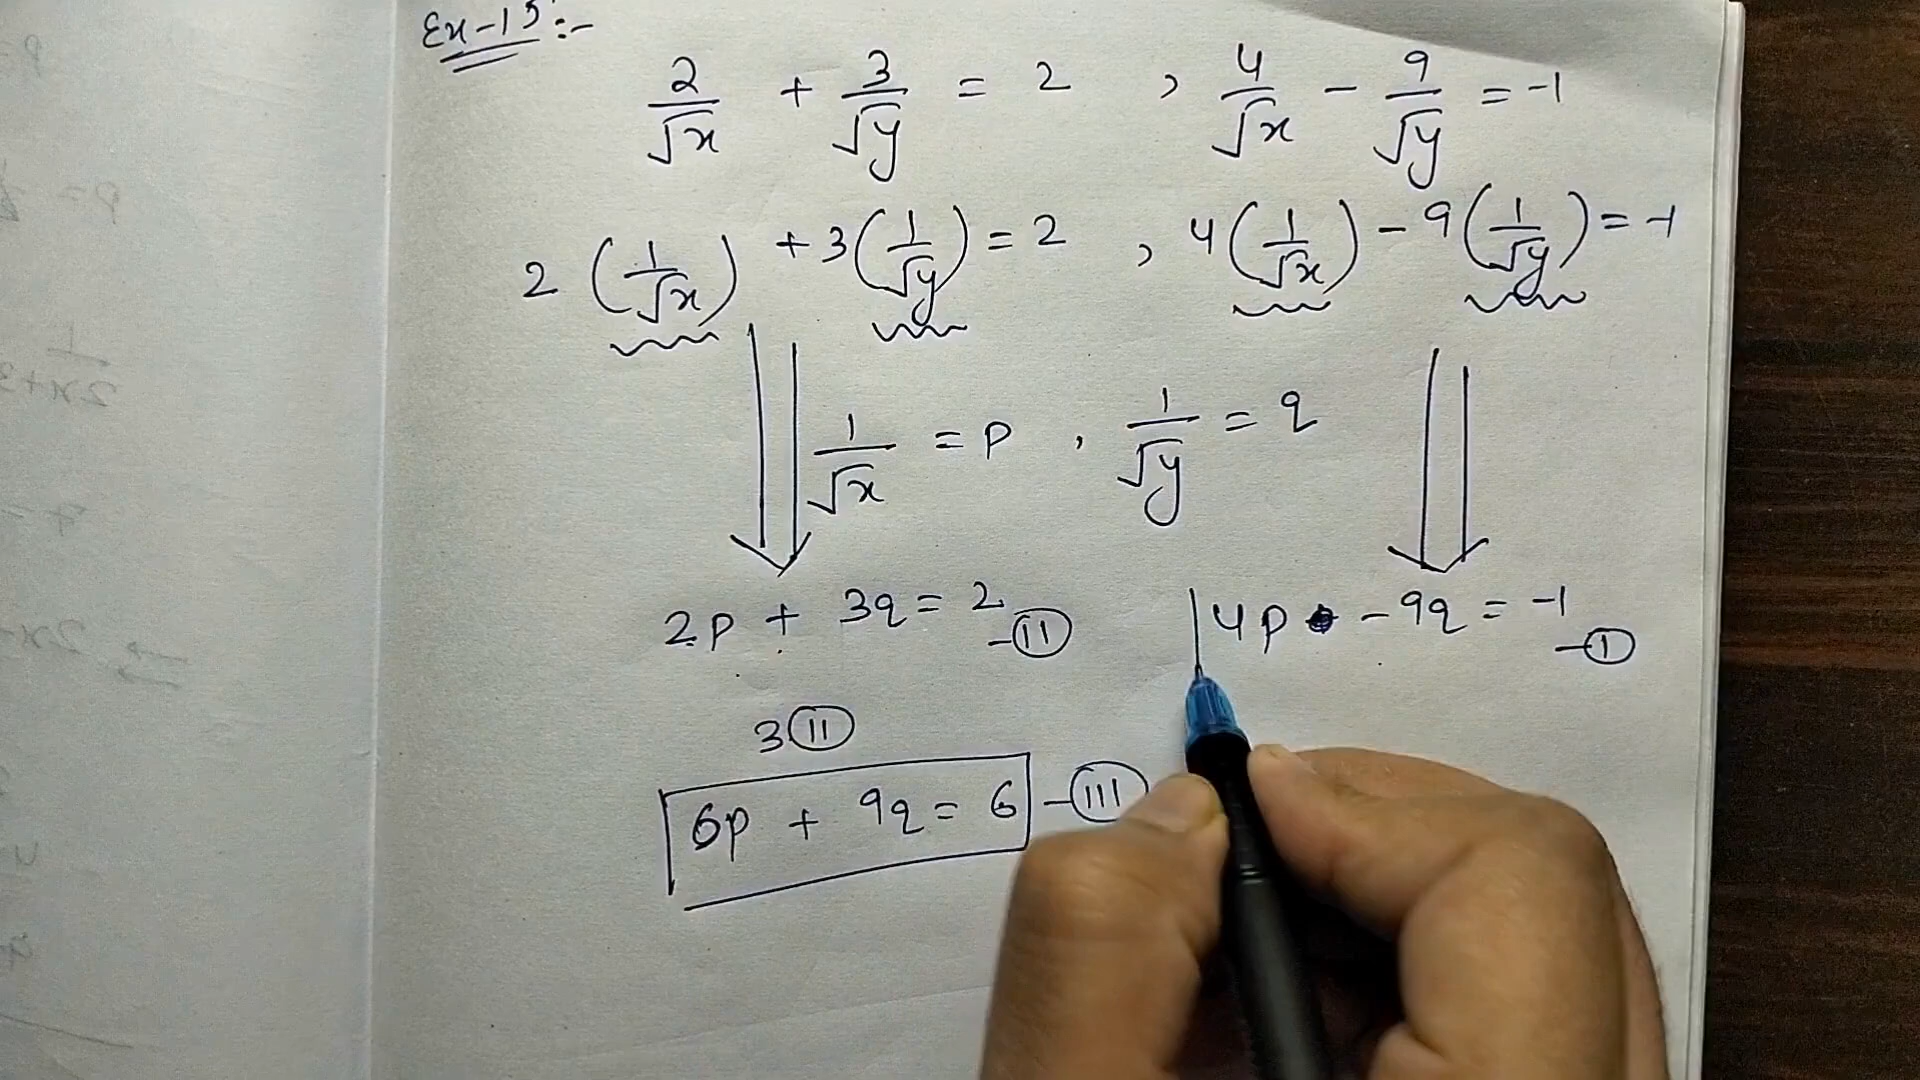 Ex-15:-
2/√x + 3/√y = 2 , 4/√x - 9/√y = -1
2(1/√x) + 3(1/√y) = 2 , 4(1/√x) - 9(1/√y) = -1
1/√x = p , 1/√y = q
2p + 3q = 2 -(II) | 4p - 9q = -1 -(I)
3(II)
6p + 9q = 6 -(III)